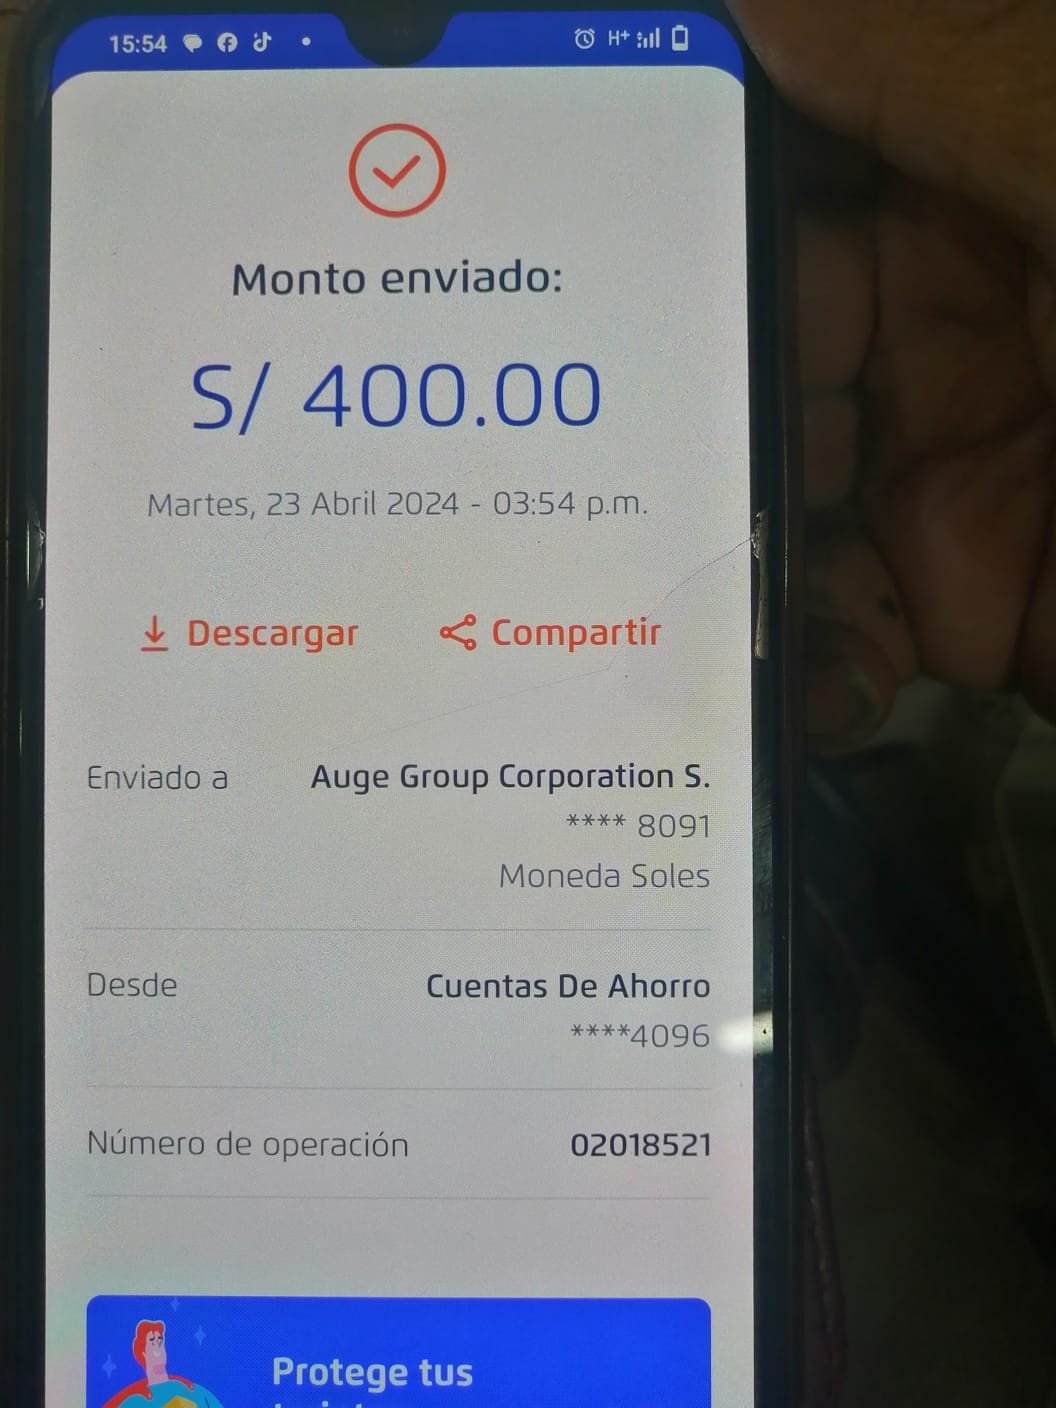 15:54 H+
Monto enviado:
S/ 400.00
Martes, 23 Abril 2024 - 03:54 p.m.
Descargar Compartir
Enviado a Auge Group Corporation S.
**** 8091
Moneda Soles
Desde Cuentas De Ahorro
****4096
Número de operación 02018521
Protege tus